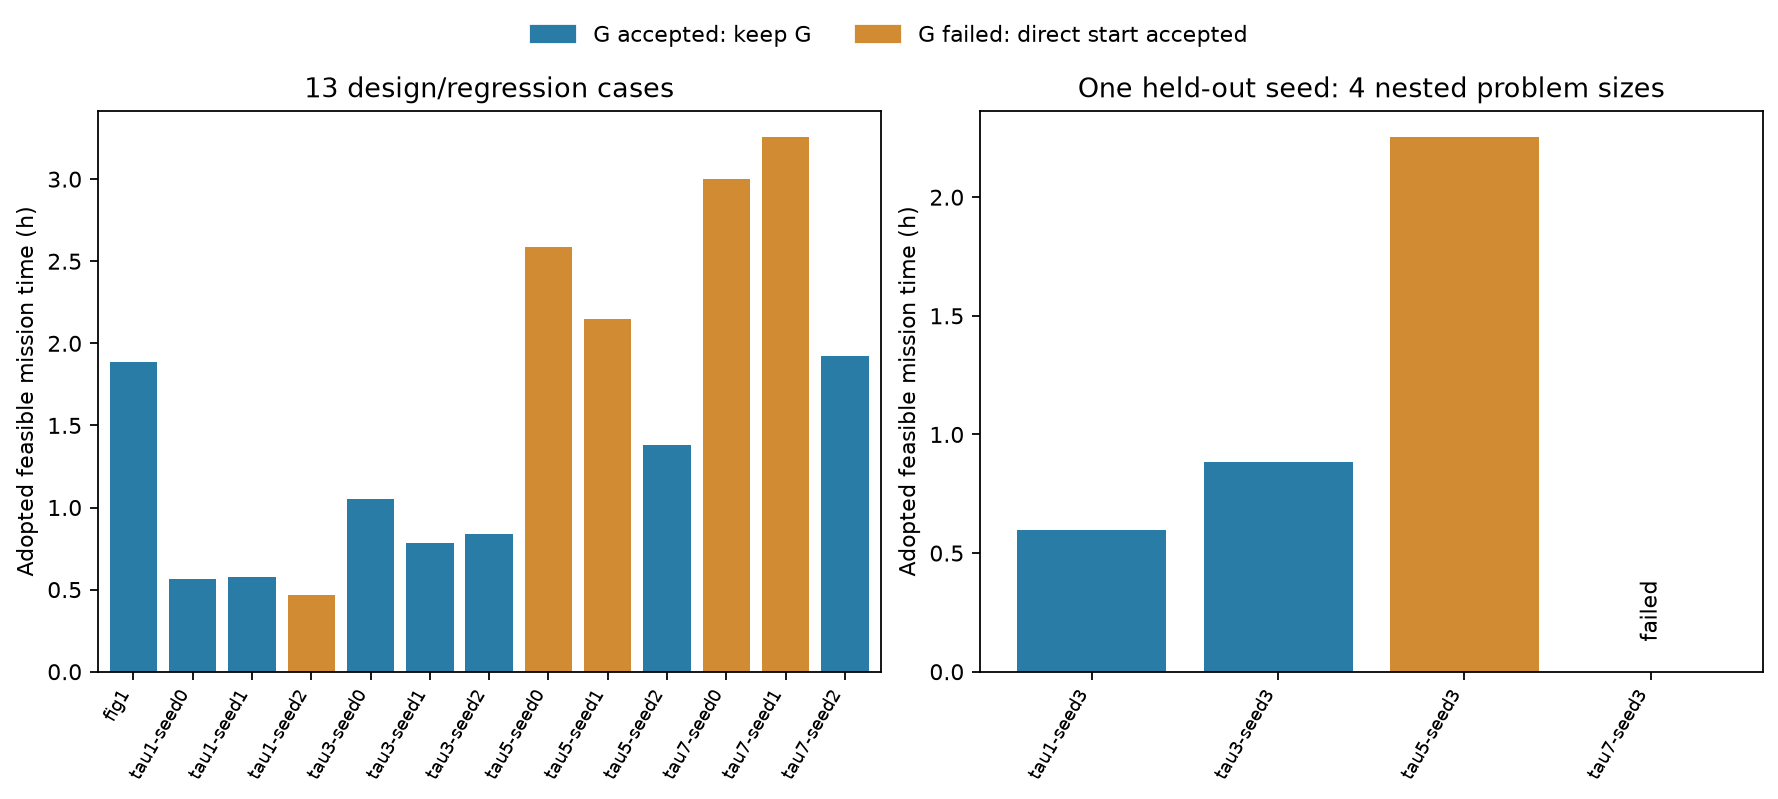 G accepted: keep G
G failed: direct start accepted
13 design/regression cases
Adopted feasible mission time (h)
3.0
2.5
2.0
1.5
1.0
0.5
0.0
fig1
tau1-seed0
tau1-seed1
tau1-seed2
tau3-seed0
tau3-seed1
tau3-seed2
tau5-seed0
tau5-seed1
tau5-seed2
tau7-seed0
tau7-seed1
tau7-seed2
One held-out seed: 4 nested problem sizes
Adopted feasible mission time (h)
2.0
1.5
1.0
0.5
0.0
failed
tau1-seed3
tau3-seed3
tau5-seed3
tau7-seed3